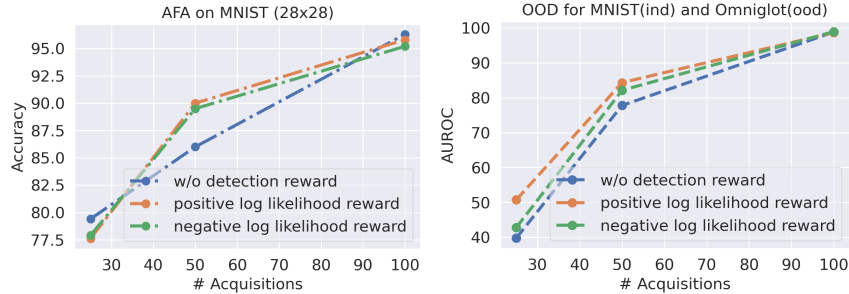 AFA on MNIST (28x28)
Accuracy
95.0
92.5
90.0
87.5
85.0
82.5
80.0
77.5
w/o detection reward
positive log likelihood reward
negative log likelihood reward
30 40 50 60 70 80 90 100
# Acquisitions
OOD for MNIST(ind) and Omniglot(ood)
AUROC
100
90
80
70
60
50
40
w/o detection reward
positive log likelihood reward
negative log likelihood reward
30 40 50 60 70 80 90 100
# Acquisitions